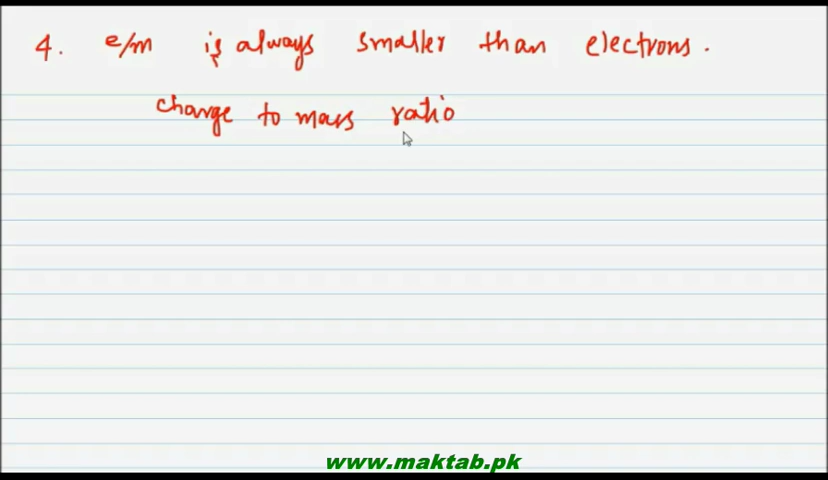 4. e/m is always smaller than electrons.
charge to mass ratio
www.maktab.pk